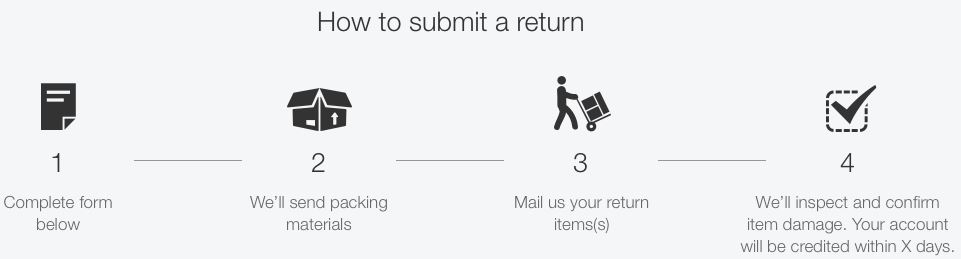 How to submit a return
1
2
3
4
Complete form
below
We'll send packing
materials
Mail us your return
items(s)
We'll inspect and confirm
item damage. Your account
will be credited within X days.